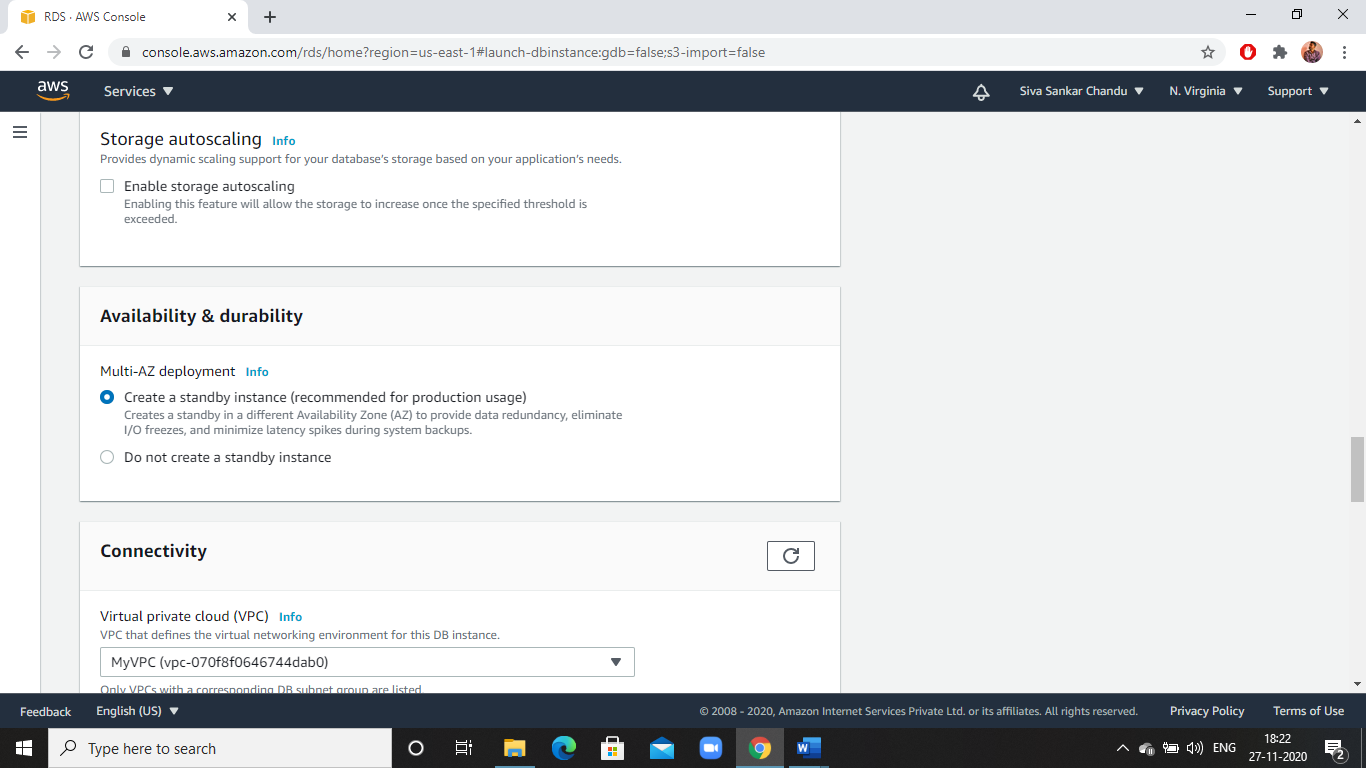 RDS · AWS Console
console.aws.amazon.com/rds/home?region=us-east-1#launch-dbinstance:gdb=false;s3-import=false
aws
Services
Siva Sankar Chandu
N. Virginia
Support
Storage autoscaling Info
Provides dynamic scaling support for your database's storage based on your application's needs.
Enable storage autoscaling
Enabling this feature will allow the storage to increase once the specified threshold is
exceeded.
Availability & durability
Multi-AZ deployment Info
Create a standby instance (recommended for production usage)
Creates a standby in a different Availability Zone (AZ) to provide data redundancy, eliminate
I/O freezes, and minimize latency spikes during system backups.
Do not create a standby instance
Connectivity
Virtual private cloud (VPC) Info
VPC that defines the virtual networking environment for this DB instance.
MyVPC (vpc-070f8f0646744dab0)
Only VPCs with a corresponding DB subnet group are listed
Feedback
English (US)
© 2008 - 2020, Amazon Internet Services Private Ltd. or its affiliates. All rights reserved.
Privacy Policy
Terms of Use
Type here to search
W
ENG
18:22
27-11-2020
2